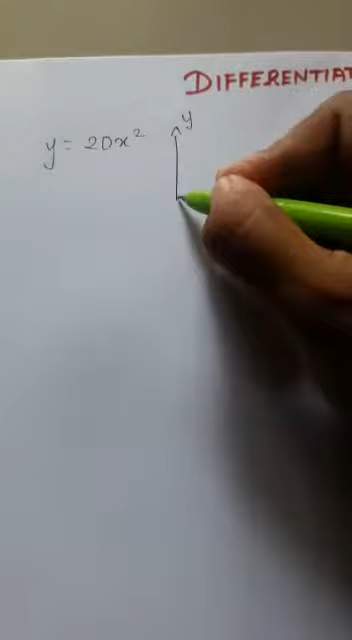 DIFFERENTIAT
y = 20x²
y